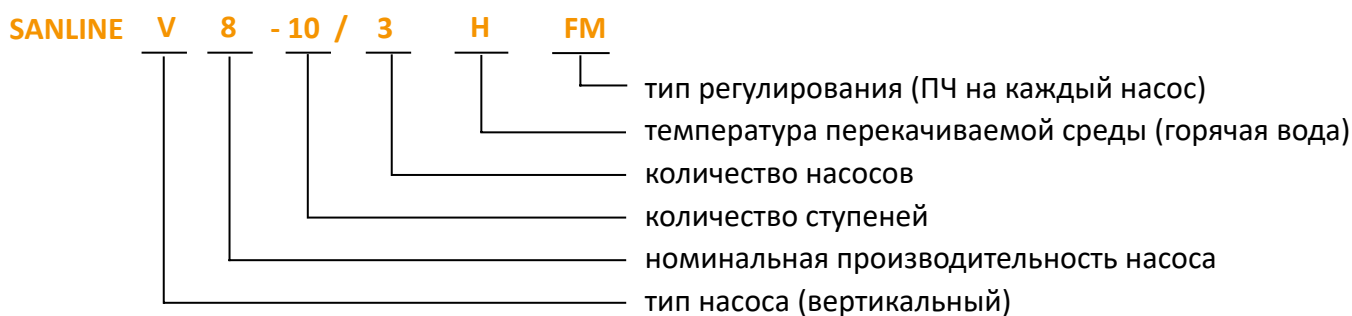 SANLINE V 8 - 10 / 3 H FM
тип регулирования (ПЧ на каждый насос)
температура перекачиваемой среды (горячая вода)
количество насосов
количество ступеней
номинальная производительность насоса
тип насоса (вертикальный)